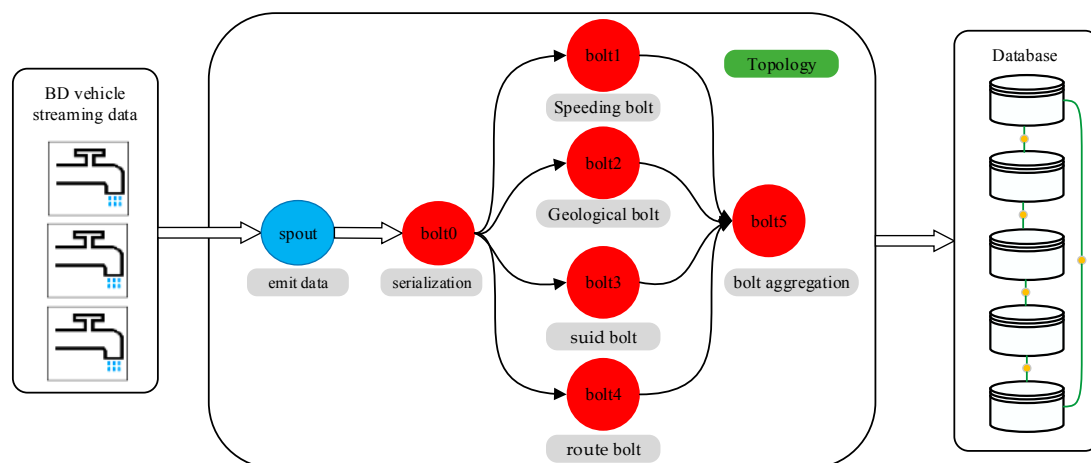 BD vehicle
streaming data
spout
emit data
bolt0
serialization
bolt1
Speeding bolt
bolt2
Geological bolt
bolt3
suid bolt
bolt4
route bolt
Topology
bolt5
bolt aggregation
Database